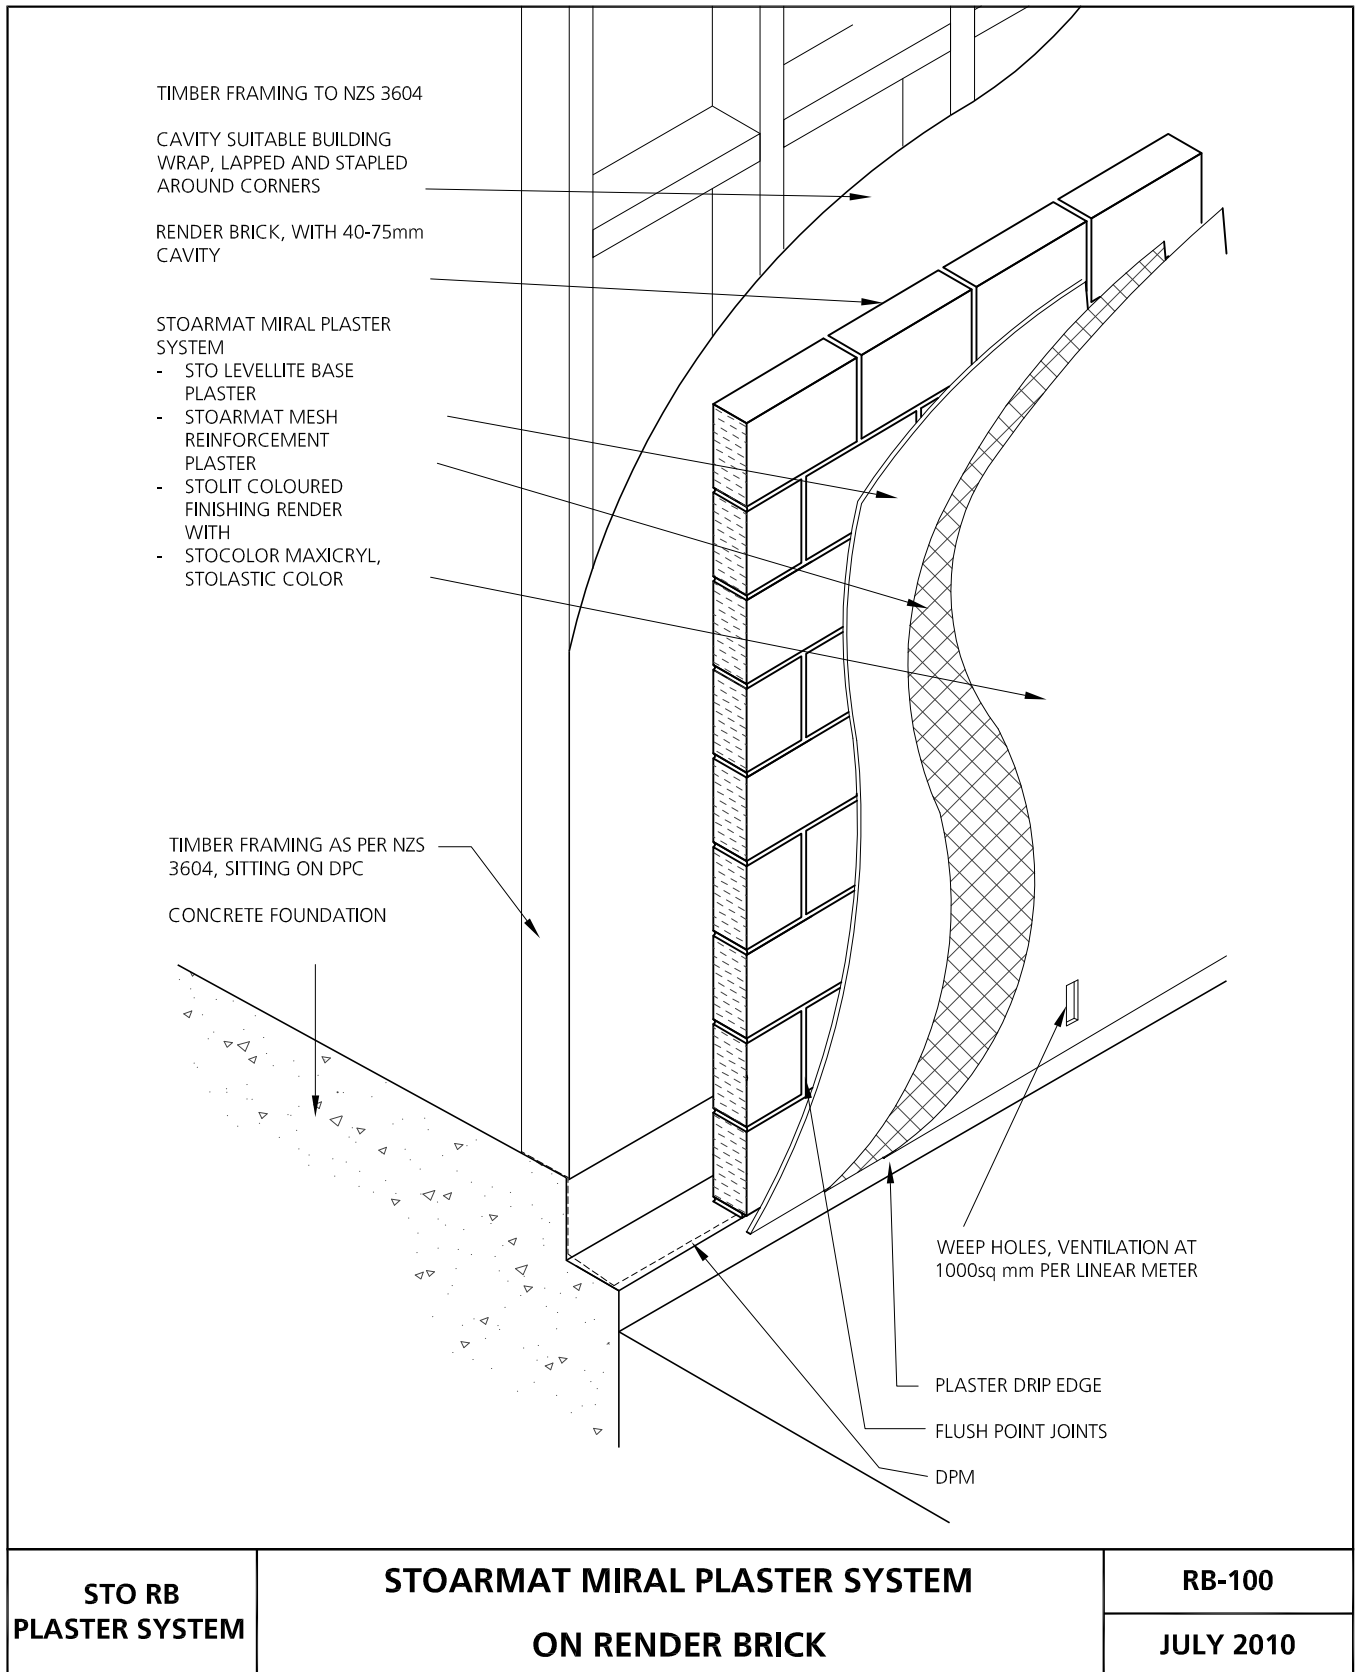 TIMBER FRAMING TO NZS 3604
CAVITY SUITABLE BUILDING
WRAP, LAPPED AND STAPLED
AROUND CORNERS
RENDER BRICK, WITH 40-75mm
CAVITY
STOARMAT MIRAL PLASTER
SYSTEM
- STO LEVELLITE BASE
PLASTER
- STOARMAT MESH
REINFORCEMENT
PLASTER
- STOLIT COLOURED
FINISHING RENDER
WITH
- STOCOLOR MAXICRYL,
STOLASTIC COLOR
TIMBER FRAMING AS PER NZS
3604, SITTING ON DPC
CONCRETE FOUNDATION
WEEP HOLES, VENTILATION AT
1000sq mm PER LINEAR METER
PLASTER DRIP EDGE
FLUSH POINT JOINTS
DPM
STO RB
PLASTER SYSTEM
STOARMAT MIRAL PLASTER SYSTEM
ON RENDER BRICK
RB-100
JULY 2010